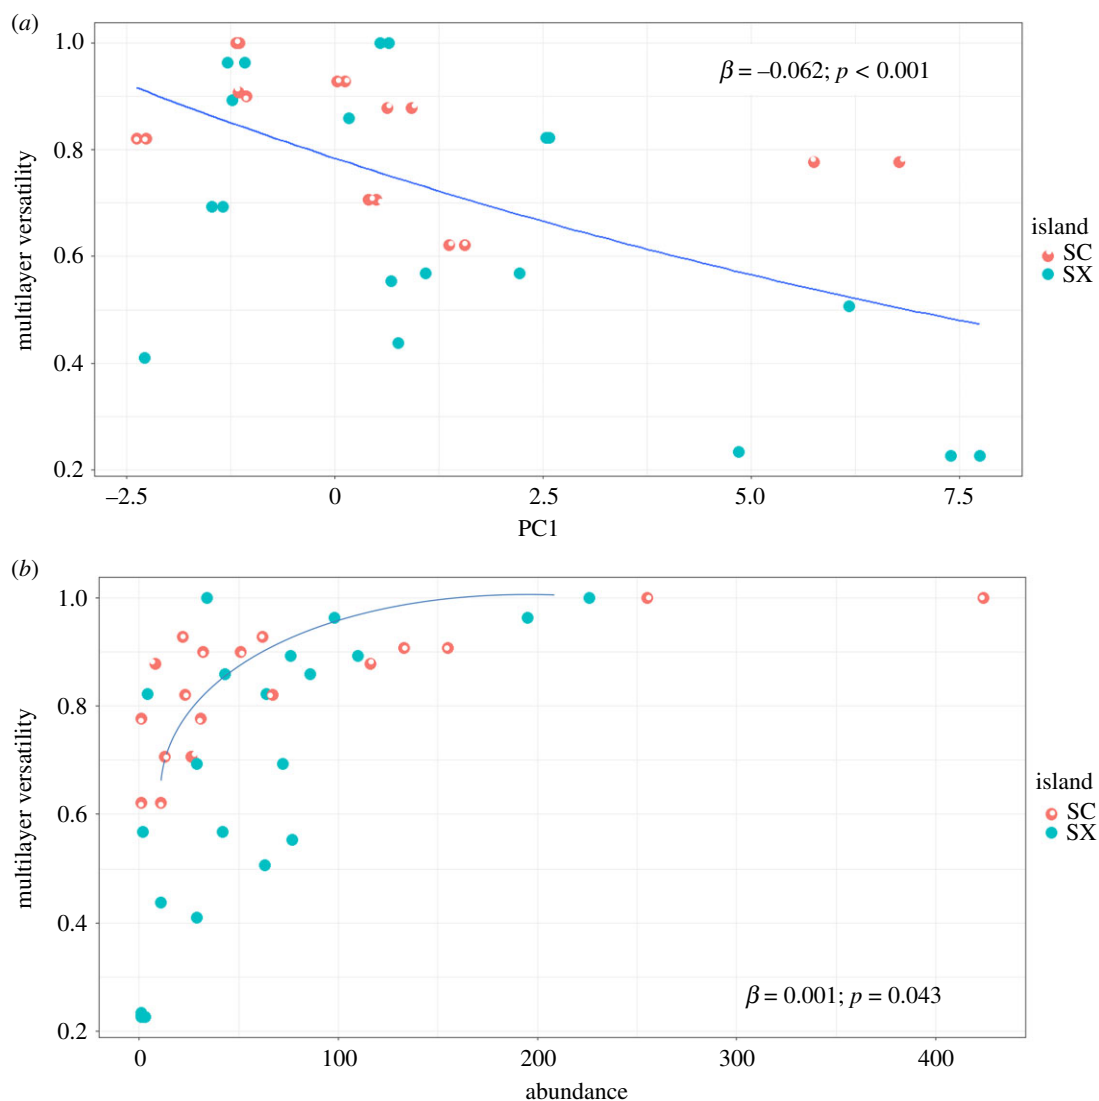 (a)
1.0
0.8
0.6
0.4
0.2
multilayer versatility
β = –0.062; p < 0.001
island
SC
SX
–2.5 0 2.5 5.0 7.5
PC1
(b)
1.0
0.8
0.6
0.4
0.2
multilayer versatility
island
SC
SX
β = 0.001; p = 0.043
0 100 200 300 400
abundance